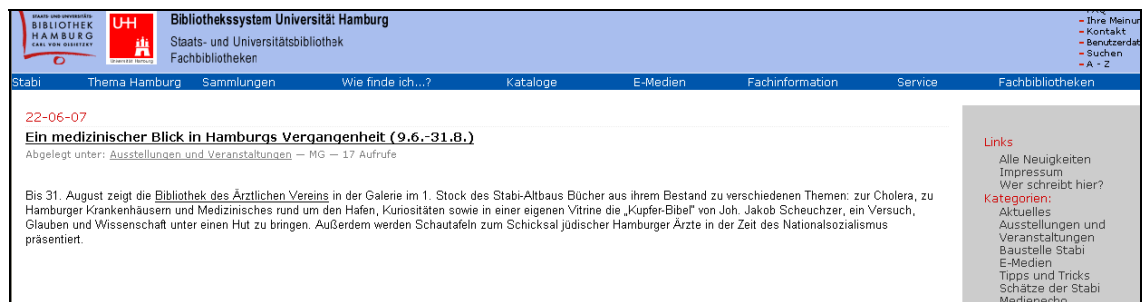 STAATS UND UNIVERSITÄTS
BIBLIOTHEK
HAMBURG
CARL VON OSSIETZKY
UHH
Universität Hamburg
Bibliothekssystem Universität Hamburg
Staats- und Universitätsbibliothek
Fachbibliotheken
- Ihre Meinun
- Kontakt
- Benutzerdat
- Suchen
- A - Z
Stabi Thema Hamburg Sammlungen Wie finde ich...? Kataloge E-Medien Fachinformation Service Fachbibliotheken
22-06-07
Ein medizinischer Blick in Hamburgs Vergangenheit (9.6.-31.8.)
Abgelegt unter: Ausstellungen und Veranstaltungen — MG — 17 Aufrufe
Bis 31. August zeigt die Bibliothek des Ärztlichen Vereins in der Galerie im 1. Stock des Stabi-Altbaus Bücher aus ihrem Bestand zu verschiedenen Themen: zur Cholera, zu
Hamburger Krankenhäusern und Medizinisches rund um den Hafen, Kuriositäten sowie in einer eigenen Vitrine die „Kupfer-Bibel" von Joh. Jakob Scheuchzer, ein Versuch,
Glauben und Wissenschaft unter einen Hut zu bringen. Außerdem werden Schautafeln zum Schicksal jüdischer Hamburger Ärzte in der Zeit des Nationalsozialismus
präsentiert.
Links
Alle Neuigkeiten
Impressum
Wer schreibt hier?
Kategorien:
Aktuelles
Ausstellungen und
Veranstaltungen
Baustelle Stabi
E-Medien
Tipps und Tricks
Schätze der Stabi
Medienecho